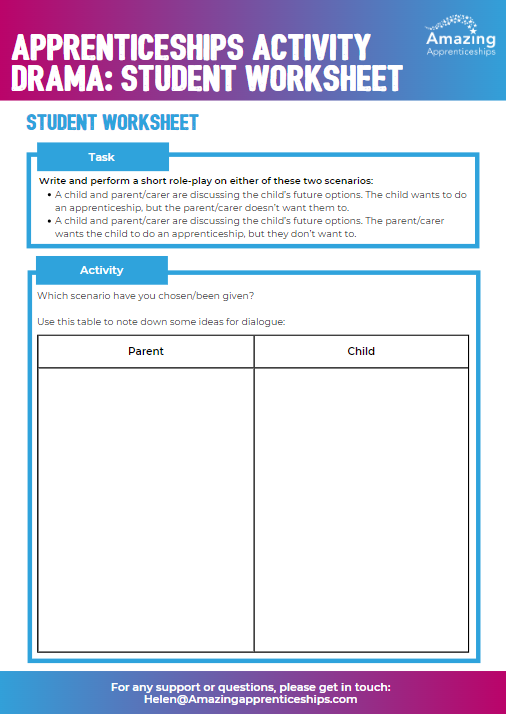 APPRENTICESHIPS ACTIVITY
DRAMA: STUDENT WORKSHEET
Amazing
Apprenticeships
STUDENT WORKSHEET
Task
Write and perform a short role-play on either of these two scenarios:
• A child and parent/carer are discussing the child's future options. The child wants to do
an apprenticeship, but the parent/carer doesn't want them to.
• A child and parent/carer are discussing the child's future options. The parent/carer
wants the child to do an apprenticeship, but they don't want to.
Activity
Which scenario have you chosen/been given?
Use this table to note down some ideas for dialogue:
Parent
Child
For any support or questions, please get in touch:
Helen@Amazingapprenticeships.com